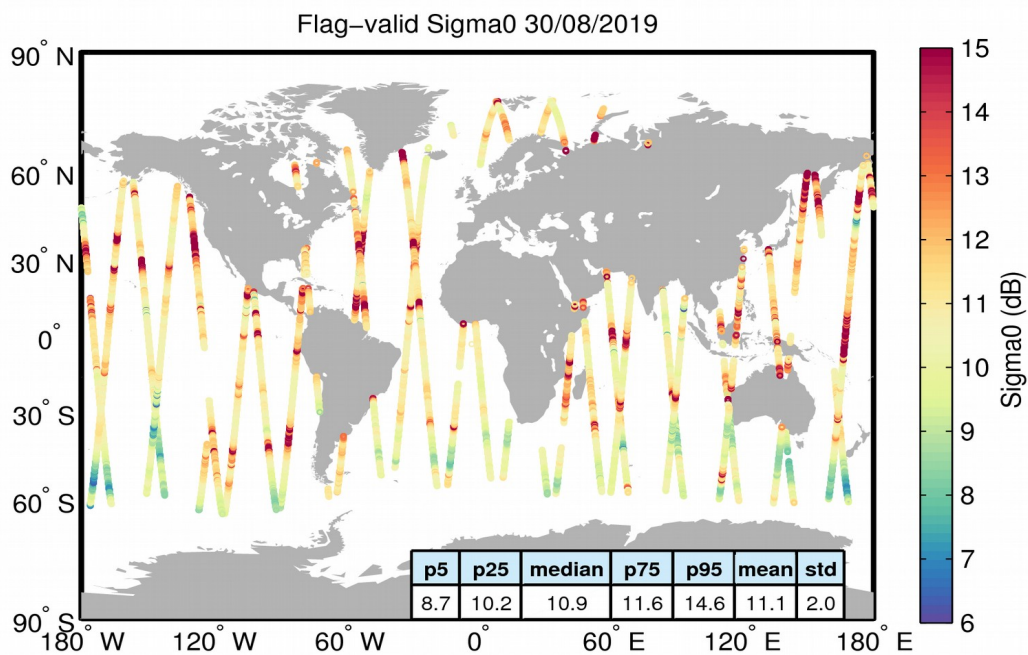 Flag-valid Sigma0 30/08/2019
90° N
60° N
30° N
0°
30° S
60° S
90° S
180° W
120° W
60° W
0°
60° E
120° E
180° E
p5 p25 median p75 p95 mean std
8.7 10.2 10.9 11.6 14.6 11.1 2.0
15
14
13
12
11
10
9
8
7
6
Sigma0 (dB)